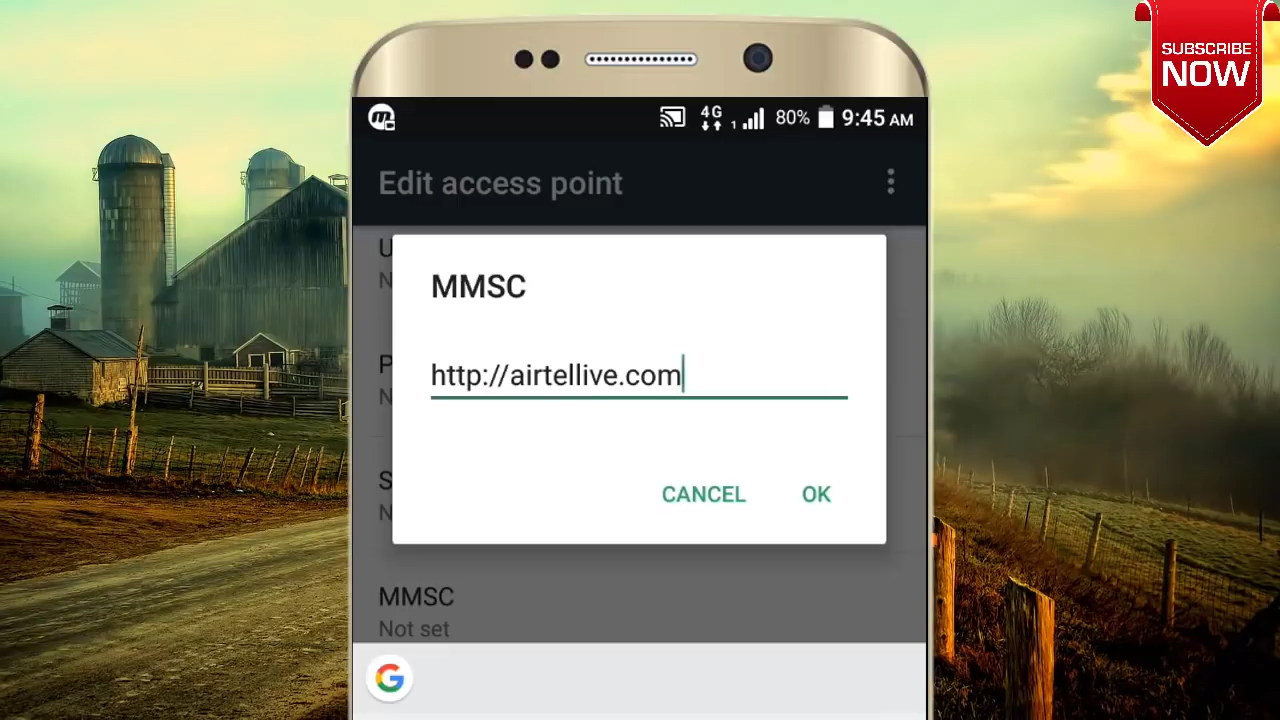 SUBSCRIBE
NOW
4G 1 80% 9:45 AM
Edit access point
U
N
MMSC
http://airtellive.com
P
N
CANCEL OK
S
N
MMSC
Not set
G